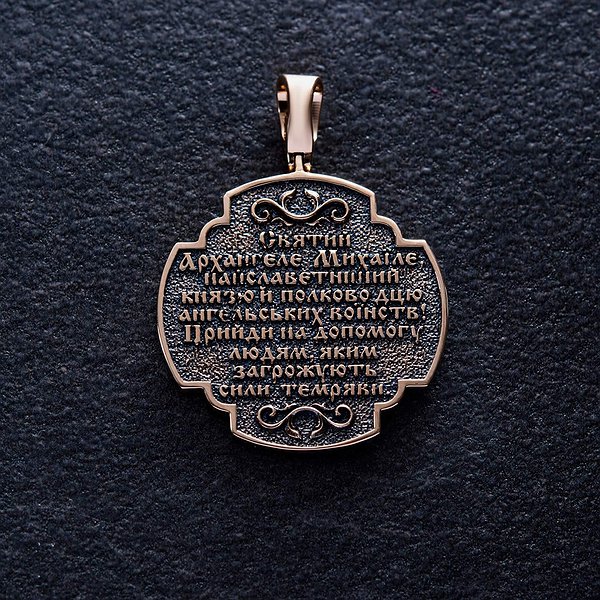 Святий
Архангеле Михаїле
найславетніший
князю й полководцю
ангельських воїнств!
Прийди на допомогу
людям, яким
загрожують
сили темряви.